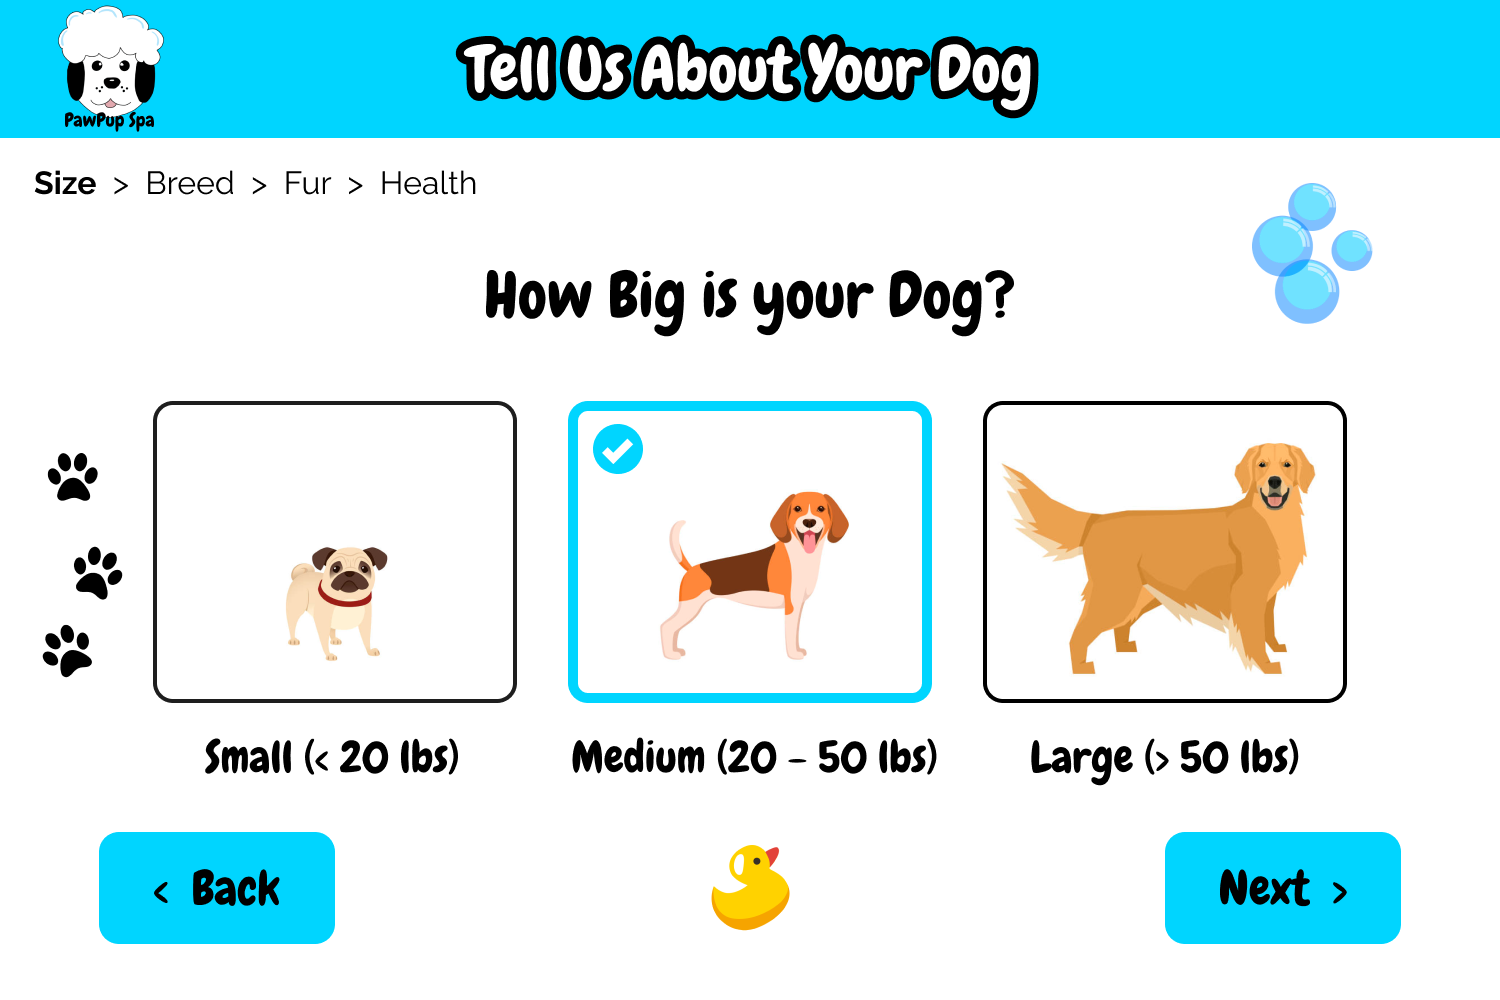 PawPup Spa
Tell Us About Your Dog
Size > Breed > Fur > Health
How Big is your Dog?
Small (< 20 lbs)
Medium (20 - 50 lbs)
Large (> 50 lbs)
< Back
Next >